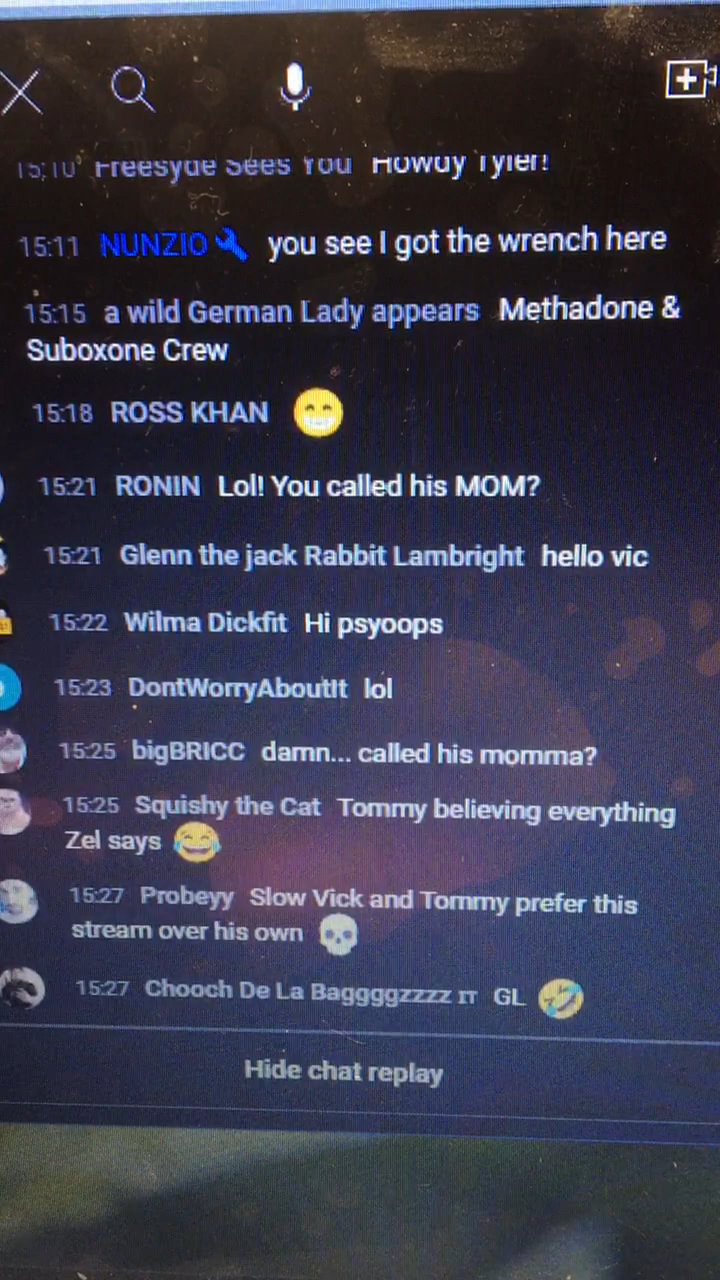 15:10 Freesyde Sees You Howdy Tyler!
15:11 NUNZIO🔧 you see I got the wrench here
15:15 a wild German Lady appears Methadone &
Suboxone Crew
15:18 ROSS KHAN 😁
15:21 RONIN Lol! You called his MOM?
15:21 Glenn the jack Rabbit Lambright hello vic
15:22 Wilma Dickfit Hi psyoops
15:23 DontWorryAboutIt lol
15:25 bigBRICC damn... called his momma?
15:25 Squishy the Cat Tommy believing everything
Zel says 😂
15:27 Probeyy Slow Vick and Tommy prefer this
stream over his own 💀
15:27 Chooch De La Baggggzzzz IT GL 🤣
Hide chat replay